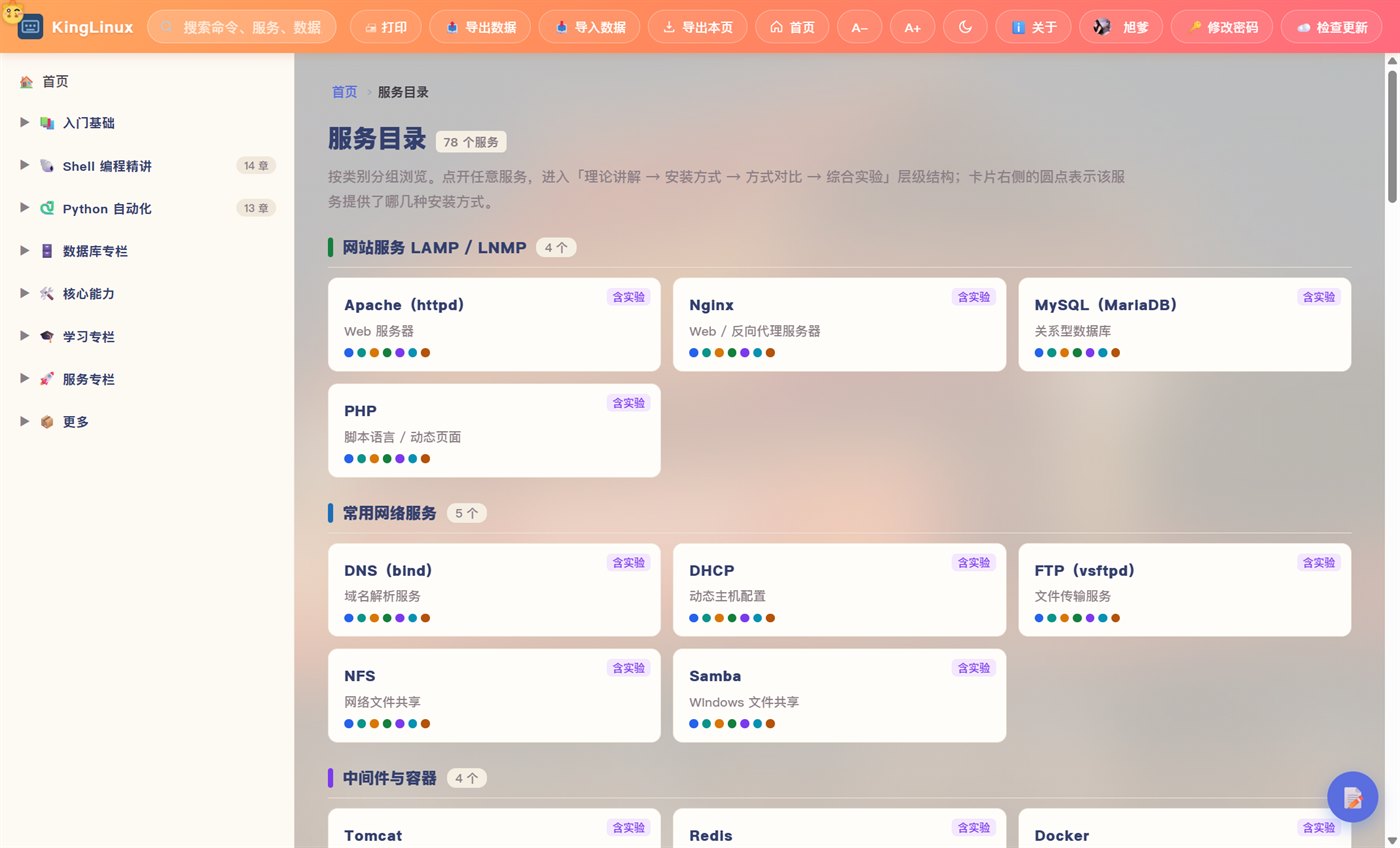 KingLinux
搜索命令、服务、数据
打印
导出数据
导入数据
导出本页
首页
A−
A+
关于
旭爹
修改密码
检查更新
首页
入门基础
Shell 编程精讲
14 章
Python 自动化
13 章
数据库专栏
核心能力
学习专栏
服务专栏
更多
首页 › 服务目录
服务目录
78 个服务
按类别分组浏览。点开任意服务，进入「理论讲解 → 安装方式 → 方式对比 → 综合实验」层级结构；卡片右侧的圆点表示该服
务提供了哪几种安装方式。
网站服务 LAMP / LNMP
4 个
Apache（httpd）
含实验
Web 服务器
Nginx
含实验
Web / 反向代理服务器
MySQL（MariaDB）
含实验
关系型数据库
PHP
含实验
脚本语言 / 动态页面
常用网络服务
5 个
DNS（bind）
含实验
域名解析服务
DHCP
含实验
动态主机配置
FTP（vsftpd）
含实验
文件传输服务
NFS
含实验
网络文件共享
Samba
含实验
Windows 文件共享
中间件与容器
4 个
Tomcat
含实验
Redis
含实验
Docker
含实验